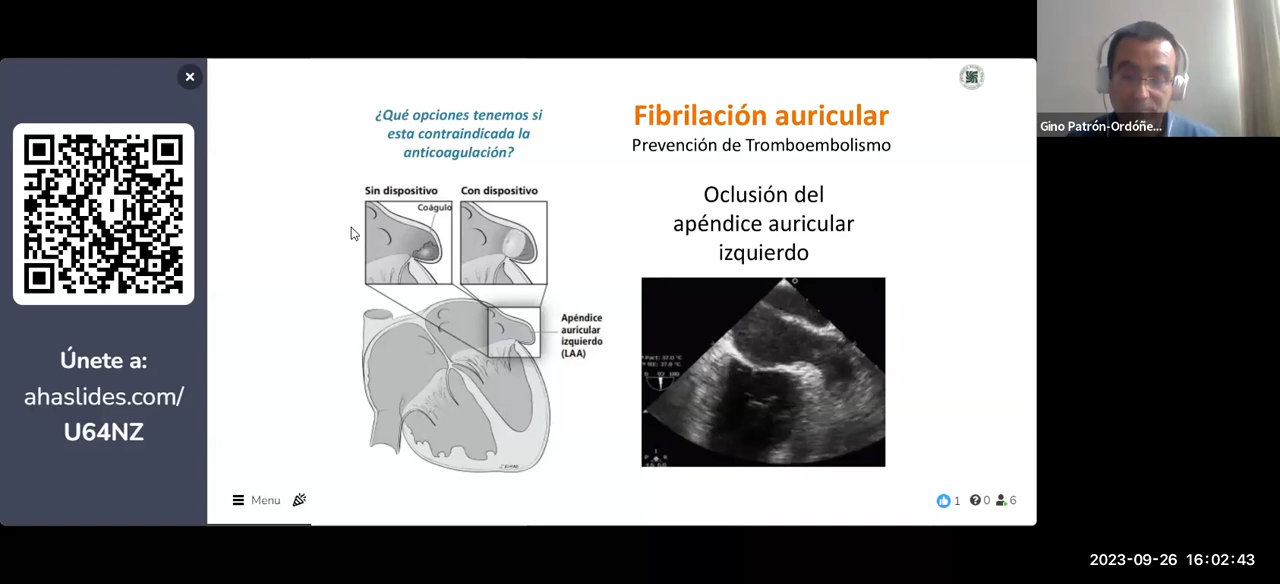 Únete a:
ahaslides.com/
U64NZ
¿Qué opciones tenemos si
esta contraindicada la
anticoagulación?
Sin dispositivo
Con dispositivo
Coágulo
Apéndice
auricular
izquierdo
(LAA)
Fibrilación auricular
Prevención de Tromboembolismo
Oclusión del
apéndice auricular
izquierdo
Menu
1
0
6
Gino Patrón-Ordóñe...
2023-09-26 16:02:43